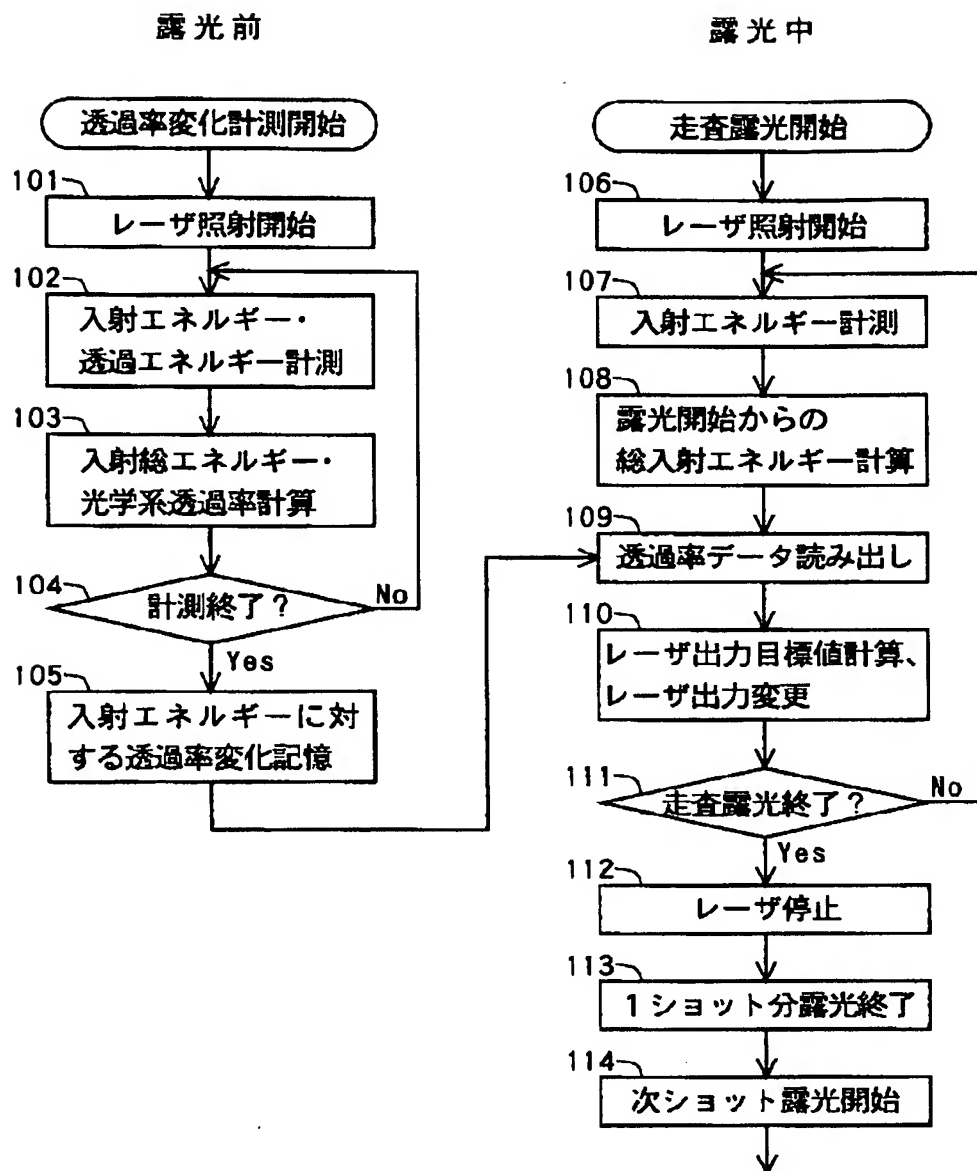 露光前
透過率変化計測開始
101
レーザ照射開始
102
入射エネルギー・
透過エネルギー計測
103
入射総エネルギー・
光学系透過率計算
104
計測終了?
No
Yes
105
入射エネルギーに対
する透過率変化記憶
露光中
走査露光開始
106
レーザ照射開始
107
入射エネルギー計測
108
露光開始からの
総入射エネルギー計算
109
透過率データ読み出し
110
レーザ出力目標値計算、
レーザ出力変更
111
走査露光終了?
No
Yes
112
レーザ停止
113
1ショット分露光終了
114
次ショット露光開始